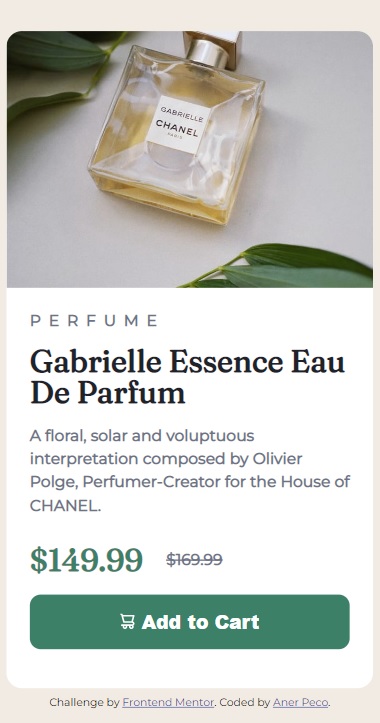 GABRIELLE
CHANEL
PARIS
PERFUME
Gabrielle Essence Eau
De Parfum
A floral, solar and voluptuous
interpretation composed by Olivier
Polge, Perfumer-Creator for the House of
CHANEL.
$149.99 $169.99
Add to Cart
Challenge by Frontend Mentor. Coded by Aner Peco.